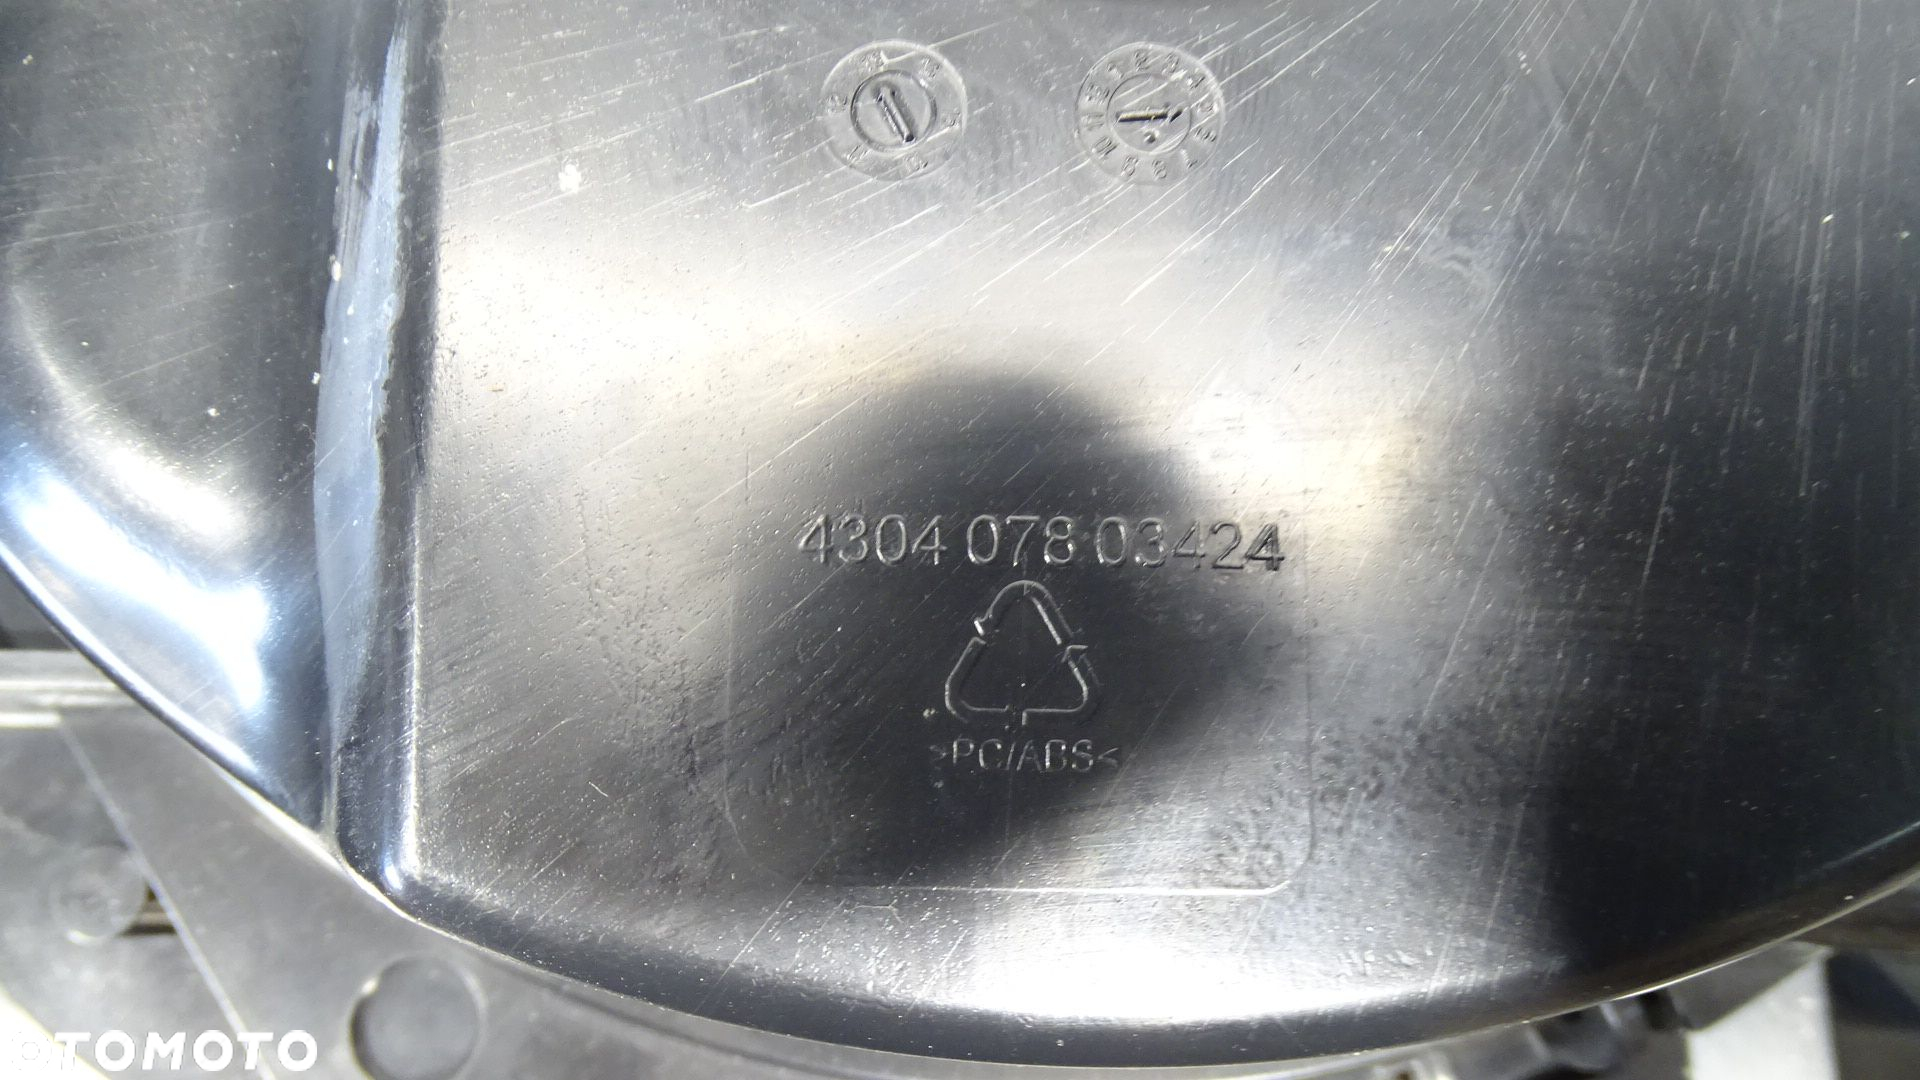 4304 078 03424
>PC/ABS<
OTOMOTO